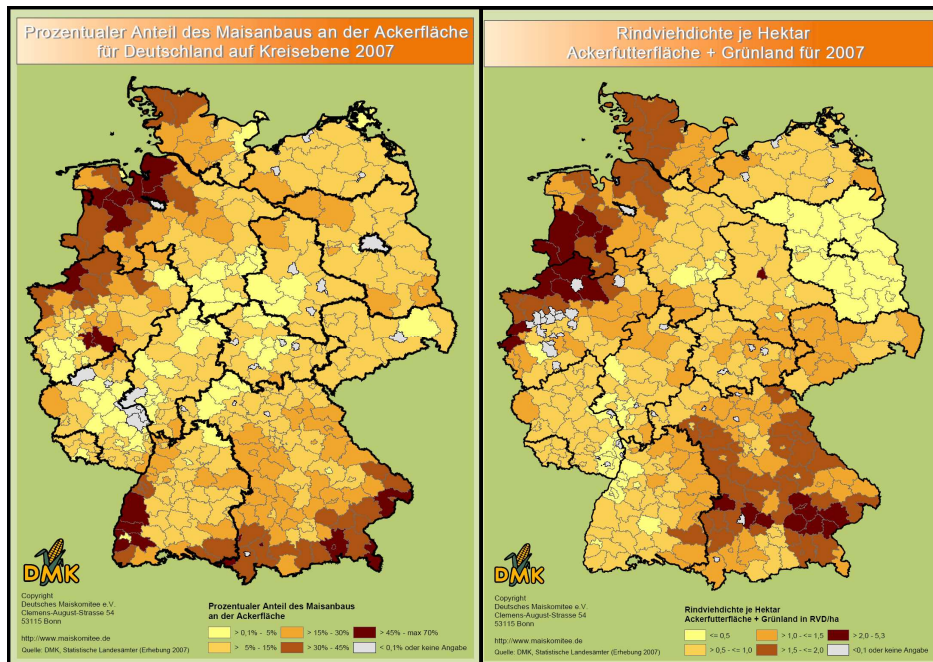 Prozentualer Anteil des Maisanbaus an der Ackerfläche
für Deutschland auf Kreisebene 2007
DMK
Copyright
Deutsches Maiskomitee e.V.
Clemens-August-Strasse 54
53115 Bonn
http://www.maiskomitee.de
Quelle: DMK, Statistische Landesämter (Erhebung 2007)
Prozentualer Anteil des Maisanbaus
an der Ackerfläche
> 0,1% - 5%
> 15% - 30%
> 45% - max 70%
> 5% - 15%
> 30% - 45%
< 0,1% oder keine Angabe
Rindviehdichte je Hektar
Ackerfutterfläche + Grünland für 2007
DMK
Copyright
Deutsches Maiskomitee e.V.
Clemens-August-Strasse 54
53115 Bonn
http://www.maiskomitee.de
Quelle: DMK, Statistische Landesämter (Erhebung 2007)
Rindviehdichte je Hektar
Ackerfutterfläche + Grünland in RVD/ha
<= 0,5
> 1,0 - <= 1,5
> 2,0 - 5,3
> 0,5 - <= 1,0
> 1,5 - <= 2,0
<0,1 oder keine Angabe